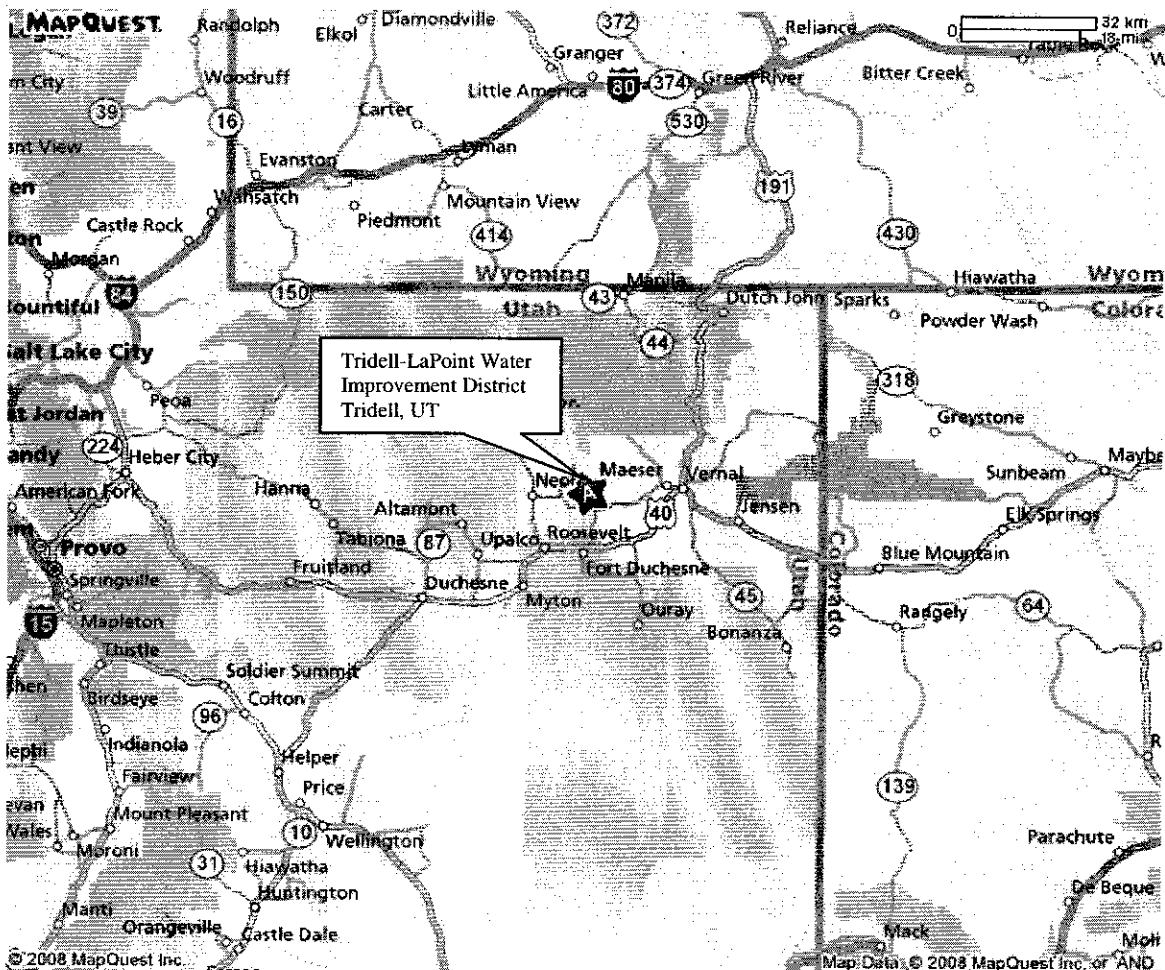 MAPQUEST.
Randolph
Diamondville
372
Reliance
32 km
0
Elkol
Granger
Bitter Creek
Woodruff
Little America
80
374
Green River
39
Carter
530
16
Lyman
Evanston
191
Wahsatch
Mountain View
Piedmont
Castle Rock
414
430
Morgan
Wyoming
Manila
Hiawatha
84
150
43
Utah
Dutch John
Sparks
Powder Wash
44
Tridell-LaPoint Water
Improvement District
Tridell, UT
318
Peoa
Greystone
224
Heber City
Maeser
Vernal
Sunbeam
American Fork
Hanna
Altamont
40
Jensen
Elk Springs
Provo
Tabiona
87
Upalco
Roosevelt
Blue Mountain
Springville
Fruitland
Duchesne
Fort Duchesne
Utah
Colorado
15
Mapleton
Myton
Ouray
45
Rangely
64
Bonanza
Thistle
Soldier Summit
Birdseye
Colton
96
Indianola
Helper
Fairview
Price
139
Mount Pleasant
10
Wellington
Parachute
Moroni
31
Hiawatha
Huntington
De Beque
Manti
Orangeville
Castle Dale
Mack
© 2008 MapQuest Inc.
Map Data © 2008 MapQuest Inc. or AND